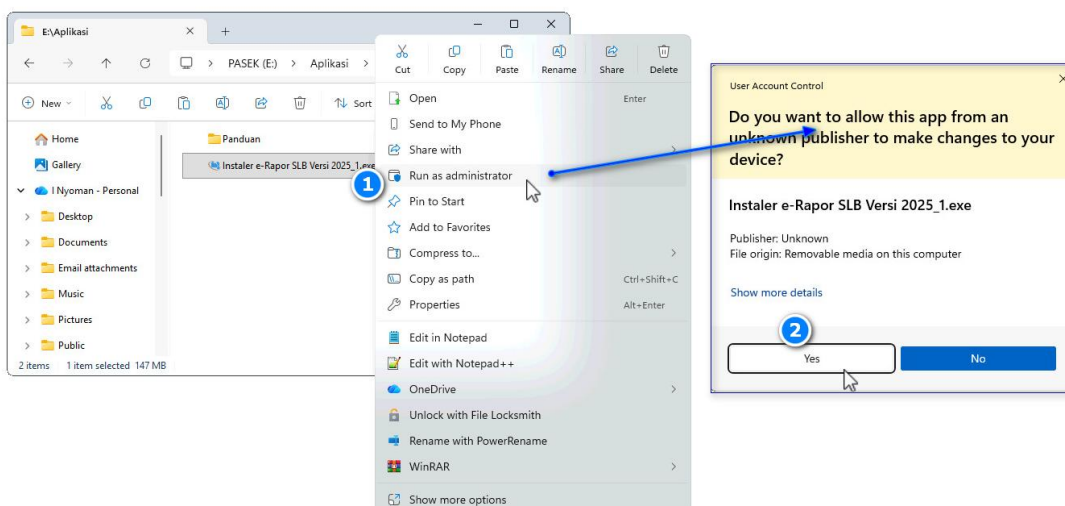 E:\Aplikasi
PASEK (E:) > Aplikasi >
New
Sort
Home
Gallery
I Nyoman - Personal
Desktop
Documents
Email attachments
Music
Pictures
Public
Panduan
Instaler e-Rapor SLB Versi 2025_1.exe
2 items 1 item selected 147 MB
Cut Copy Paste Rename Share Delete
Open Enter
Send to My Phone
Share with
1
Run as administrator
Pin to Start
Add to Favorites
Compress to...
Copy as path Ctrl+Shift+C
Properties Alt+Enter
Edit in Notepad
Edit with Notepad++
OneDrive
Unlock with File Locksmith
Rename with PowerRename
WinRAR
Show more options
User Account Control
Do you want to allow this app from an
unknown publisher to make changes to your
device?
Instaler e-Rapor SLB Versi 2025_1.exe
Publisher: Unknown
File origin: Removable media on this computer
Show more details
2
Yes No